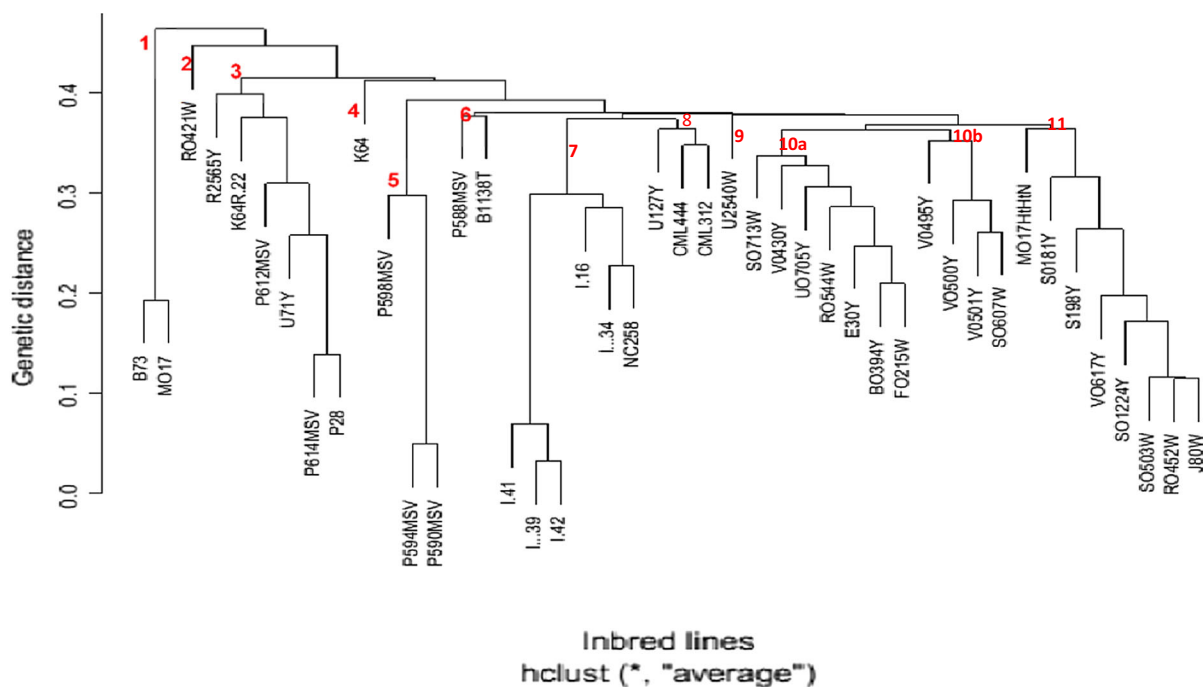 Genetic distance
0.4
0.3
0.2
0.1
0.0
1
2
3
4
5
6
7
8
9
10a
10b
11
B73
MO17
RO421W
R2565Y
K64R.22
P612MSV
U71Y
P614MSV
P28
K64
P598MSV
P594MSV
P590MSV
P588MSV
B1138T
I.41
I...39
I.42
I.16
I...34
NC258
U127Y
CML444
CML312
U2540W
SO713W
V0430Y
UO705Y
RO544W
E30Y
BO394Y
FO215W
V0495Y
VO500Y
V0501Y
SO607W
MO17HtHtN
S0181Y
S198Y
VO617Y
SO1224Y
SO503W
RO452W
J80W
Inbred lines
hclust (*, "average")